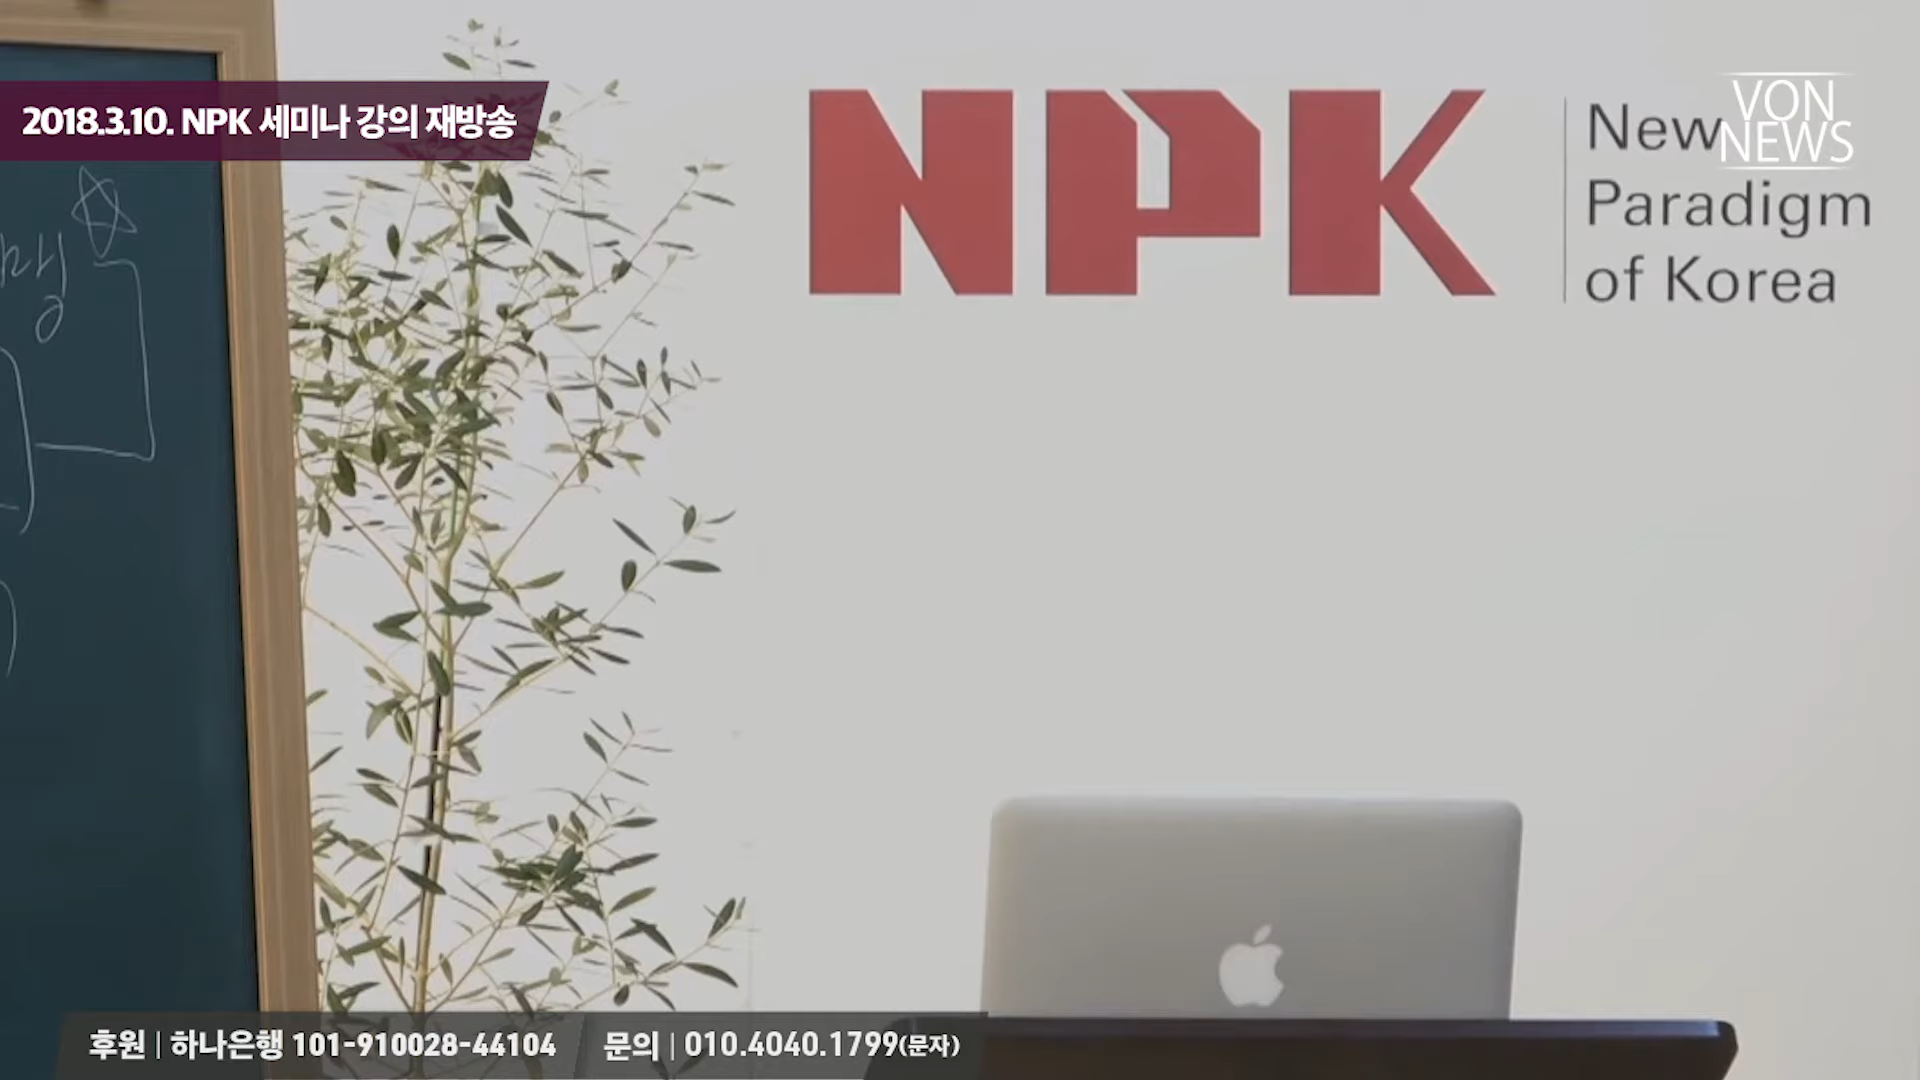 2018.3.10. NPK 세미나 강의 재방송
VON
NEWS
NPK
New
Paradigm
of Korea
후원 | 하나은행 101-910028-44104
문의 | 010.4040.1799(문자)